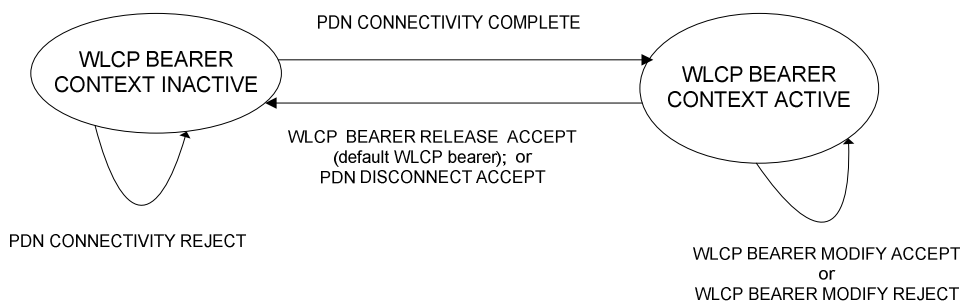 PDN CONNECTIVITY COMPLETE
WLCP BEARER
CONTEXT INACTIVE
WLCP BEARER
CONTEXT ACTIVE
WLCP BEARER RELEASE ACCEPT
(default WLCP bearer); or
PDN DISCONNECT ACCEPT
PDN CONNECTIVITY REJECT
WLCP BEARER MODIFY ACCEPT
or
WLCP BEARER MODIFY REJECT